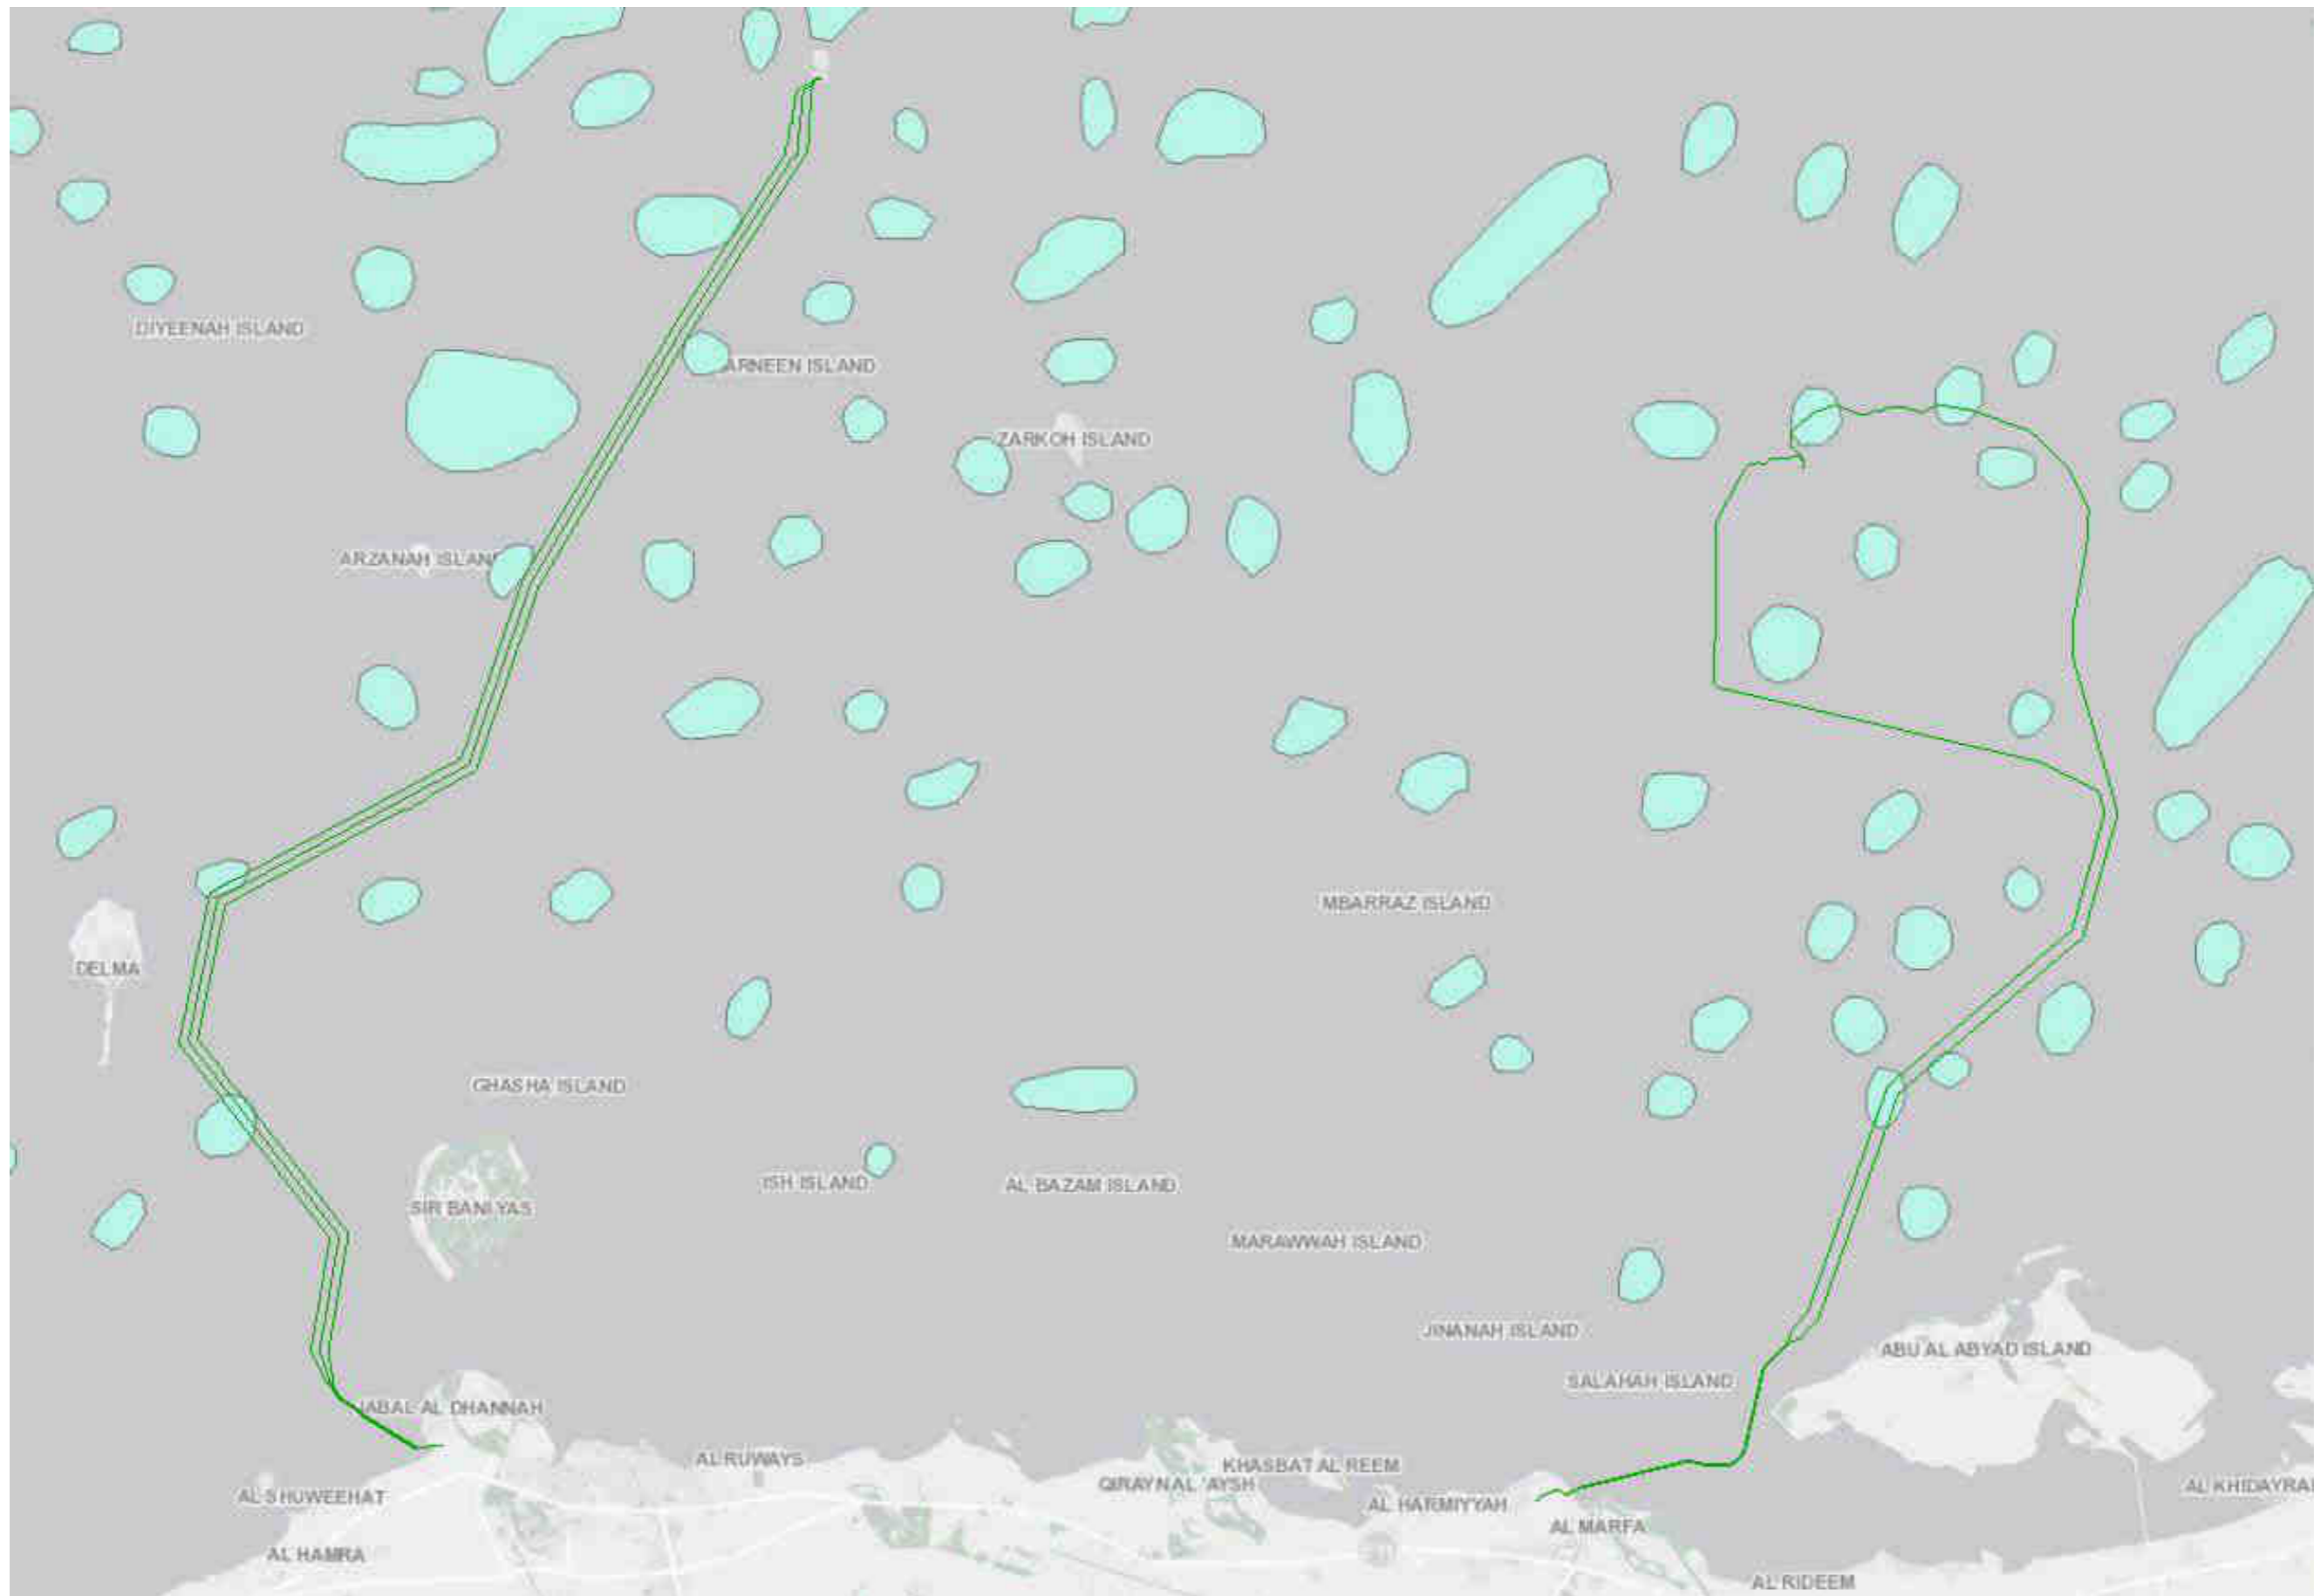 DIYEENAH ISLAND
ARNEEN ISLAND
ZARKOH ISLAND
ARZANAH ISLAN
MBARRAZ ISLAND
DELMA
GHASHA ISLAND
ISH ISLAND
AL BAZAM ISLAND
SIR BANI YAS
MARAWWAH ISLAND
JINANAH ISLAND
ABU AL ABYAD ISLAND
SALAHAH ISLAND
JABAL AL DHANNAH
AL RUWAYS
KHASBAT AL REEM
QIRAYN AL 'AYSH
AL KHIDAYRA
AL SHUWEEHAT
AL HARMIYYAH
AL MARFA
AL HAMRA
AL RIDEEM